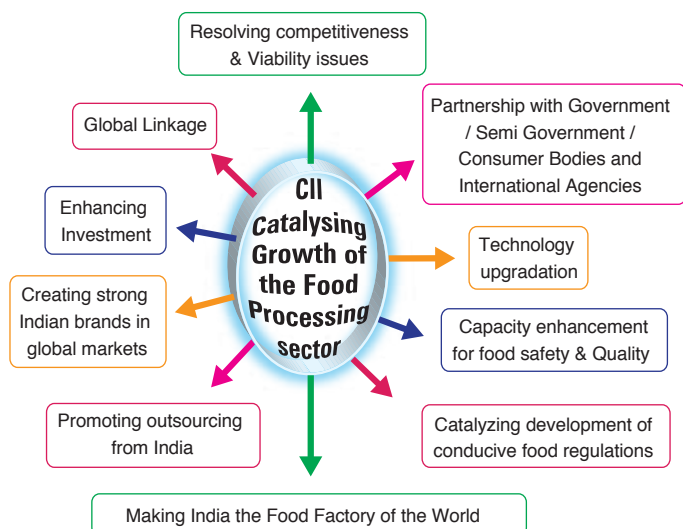 Resolving competitiveness
& Viability issues
Partnership with Government
/ Semi Government /
Consumer Bodies and
International Agencies
Global Linkage
Enhancing
Investment
CII
Catalysing
Growth of
the Food
Processing
sector
Technology
upgradation
Creating strong
Indian brands in
global markets
Capacity enhancement
for food safety & Quality
Promoting outsourcing
from India
Catalyzing development of
conducive food regulations
Making India the Food Factory of the World